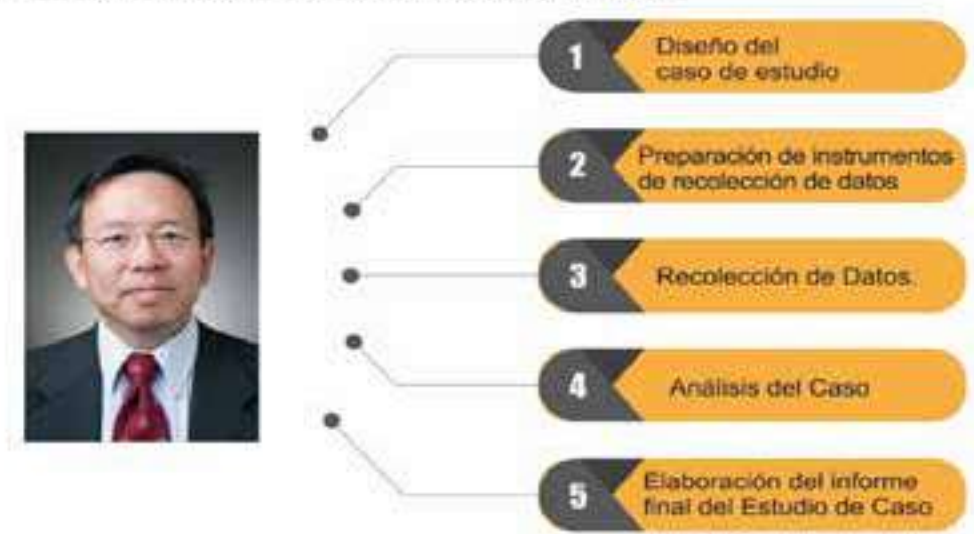 1
Diseño del
caso de estudio
2
Preparación de instrumentos
de recolección de datos
3
Recolección de Datos.
4
Análisis del Caso
5
Elaboración del informe
final del Estudio de Caso